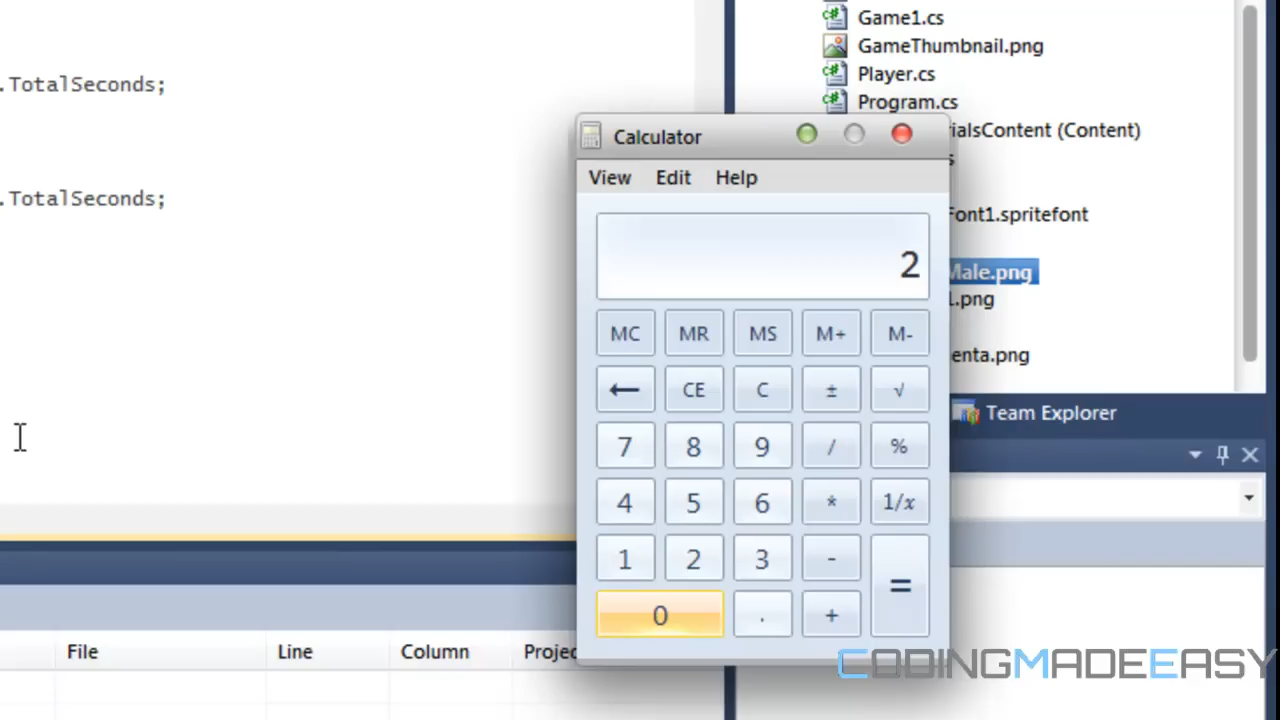 .TotalSeconds;
.TotalSeconds;
Game1.cs
GameThumbnail.png
Player.cs
Program.cs
rialsContent (Content)
s
Font1.spritefont
Male.png
1.png
enta.png
Team Explorer
Calculator
View Edit Help
2
MC MR MS M+ M-
← CE C ± √
7 8 9 / %
4 5 6 * 1/x
1 2 3 -
=
0 . +
File Line Column Projec
CODINGMADEEASY